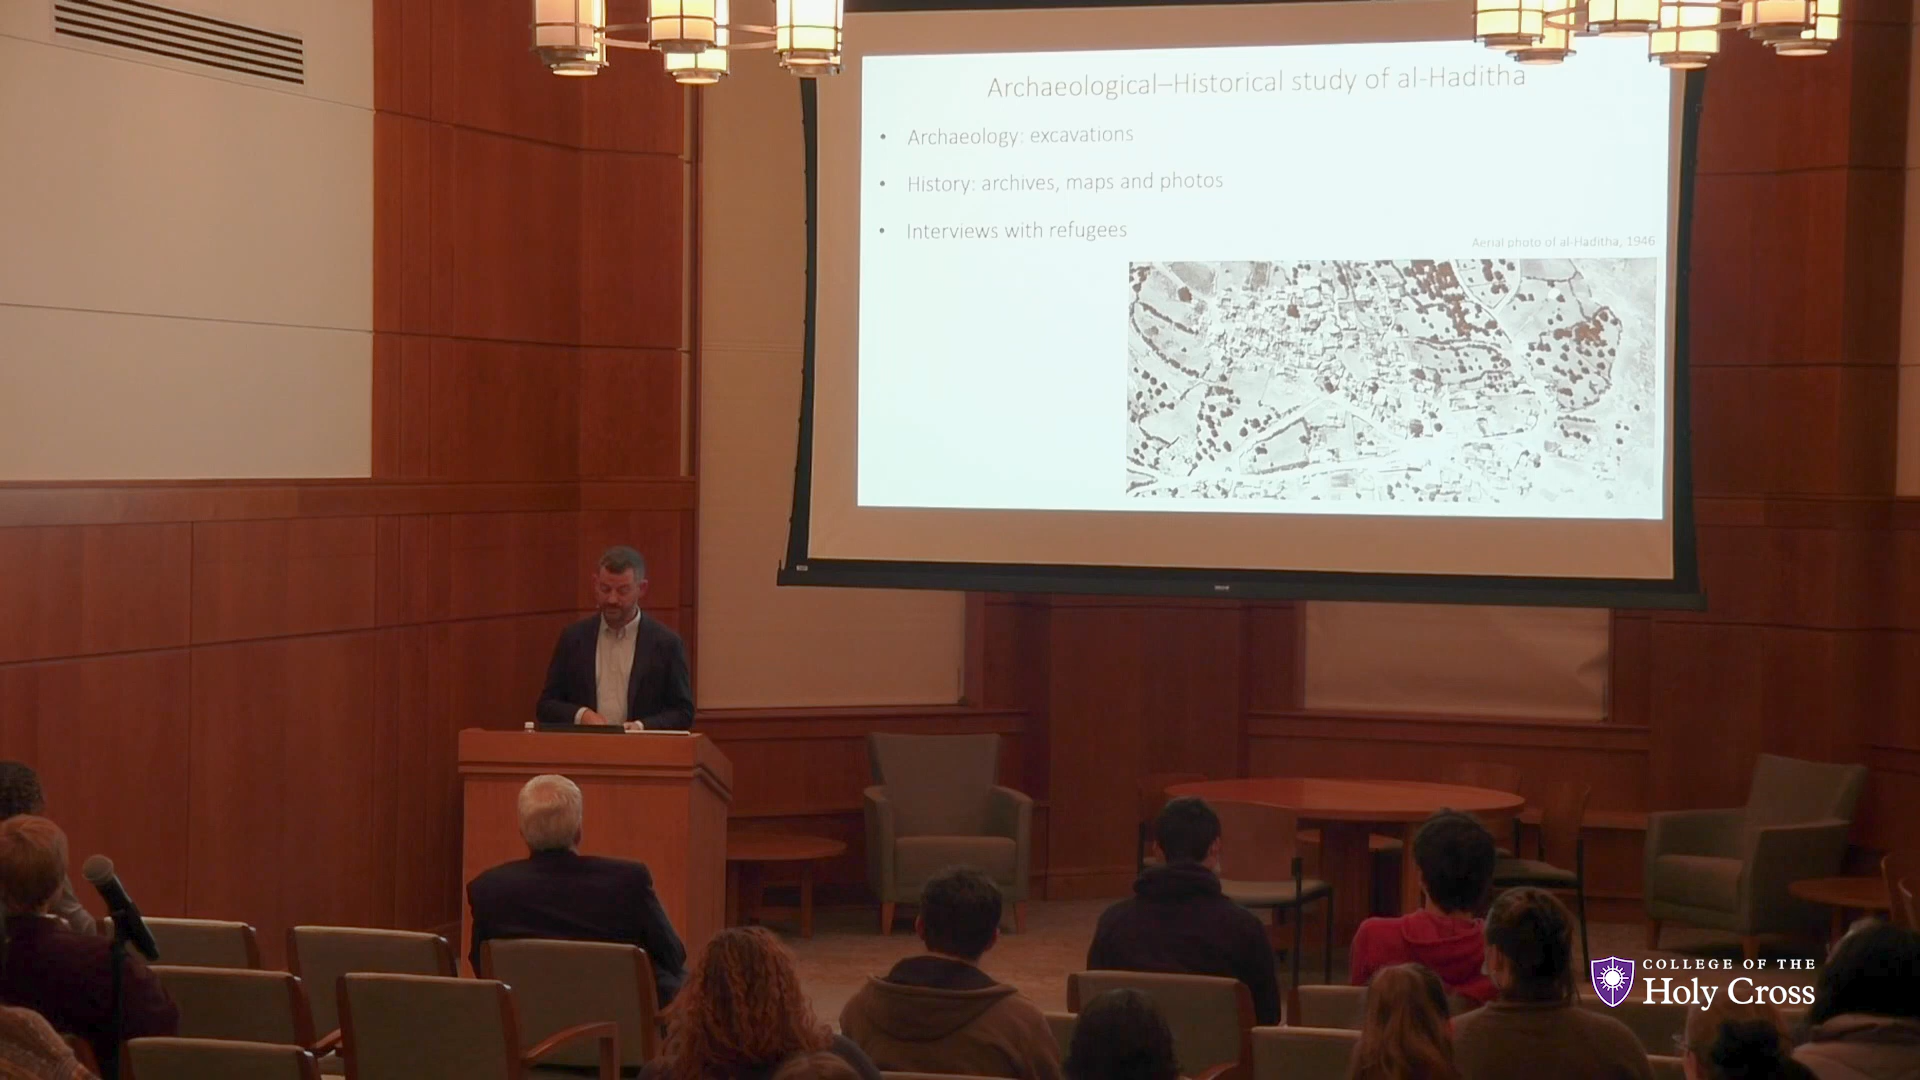 Archaeological–Historical study of al-Haditha
• Archaeology: excavations
• History: archives, maps and photos
• Interviews with refugees
Aerial photo of al-Haditha, 1946
COLLEGE OF THE
Holy Cross